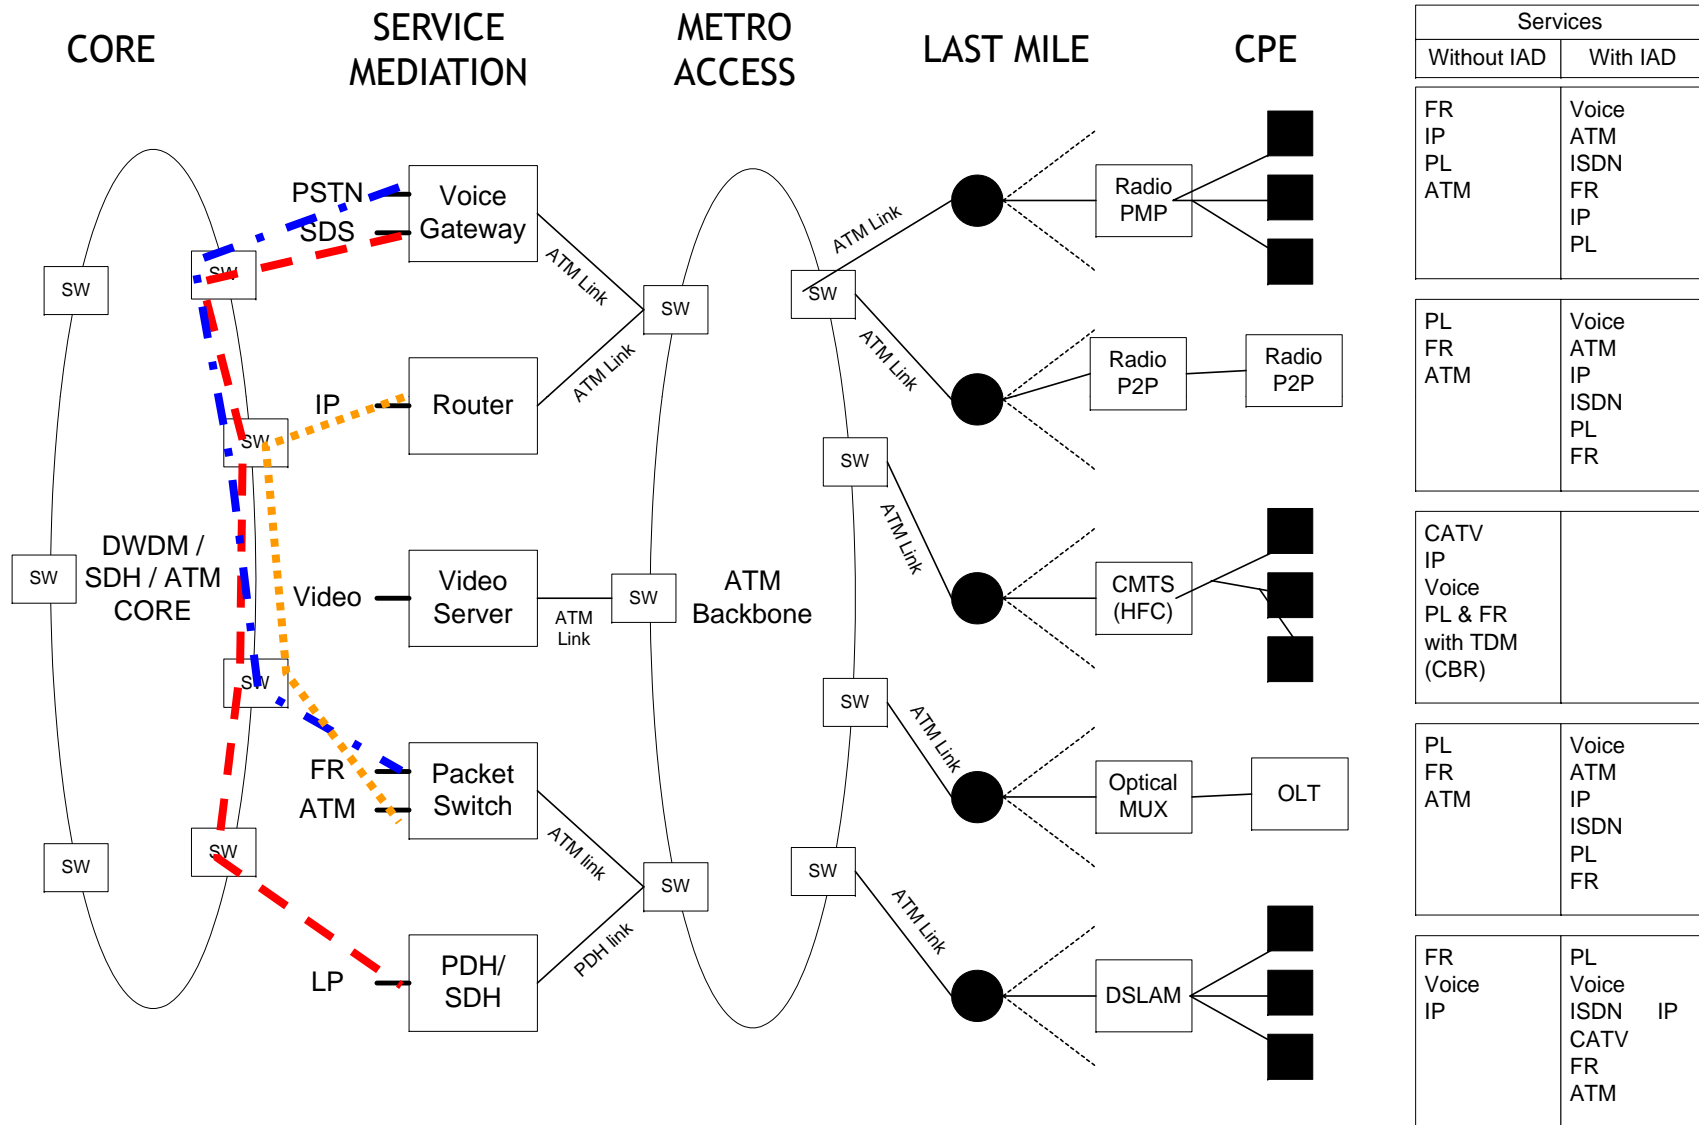 CORE
SERVICE
MEDIATION
METRO
ACCESS
LAST MILE
CPE
Services
Without IAD
With IAD
PSTN
SDS
Voice
Gateway
ATM Link
IP
Router
ATM Link
Video
Video
Server
ATM
Link
FR
ATM
Packet
Switch
ATM link
LP
PDH/
SDH
PDH link
SW
SW
SW
SW
SW
SW
SW
DWDM /
SDH / ATM
CORE
SW
SW
SW
ATM
Backbone
SW
SW
SW
SW
ATM Link
ATM Link
ATM Link
ATM Link
ATM Link
Radio
PMP
Radio
P2P
Radio
P2P
CMTS
(HFC)
Optical
MUX
OLT
DSLAM
FR
IP
PL
ATM
Voice
ATM
ISDN
FR
IP
PL
PL
FR
ATM
Voice
ATM
IP
ISDN
PL
FR
CATV
IP
Voice
PL & FR
with TDM
(CBR)
PL
FR
ATM
Voice
ATM
IP
ISDN
PL
FR
FR
Voice
IP
PL
Voice
ISDN IP
CATV
FR
ATM